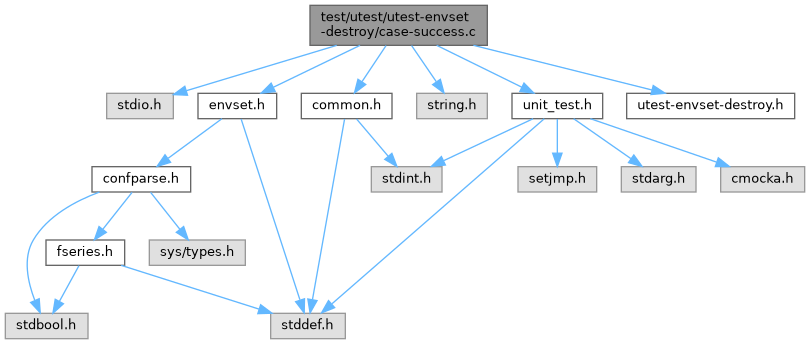 test/utest/utest-envset
-destroy/case-success.c
stdio.h
envset.h
common.h
string.h
unit_test.h
utest-envset-destroy.h
confparse.h
stdint.h
setjmp.h
stdarg.h
cmocka.h
fseries.h
sys/types.h
stdbool.h
stddef.h